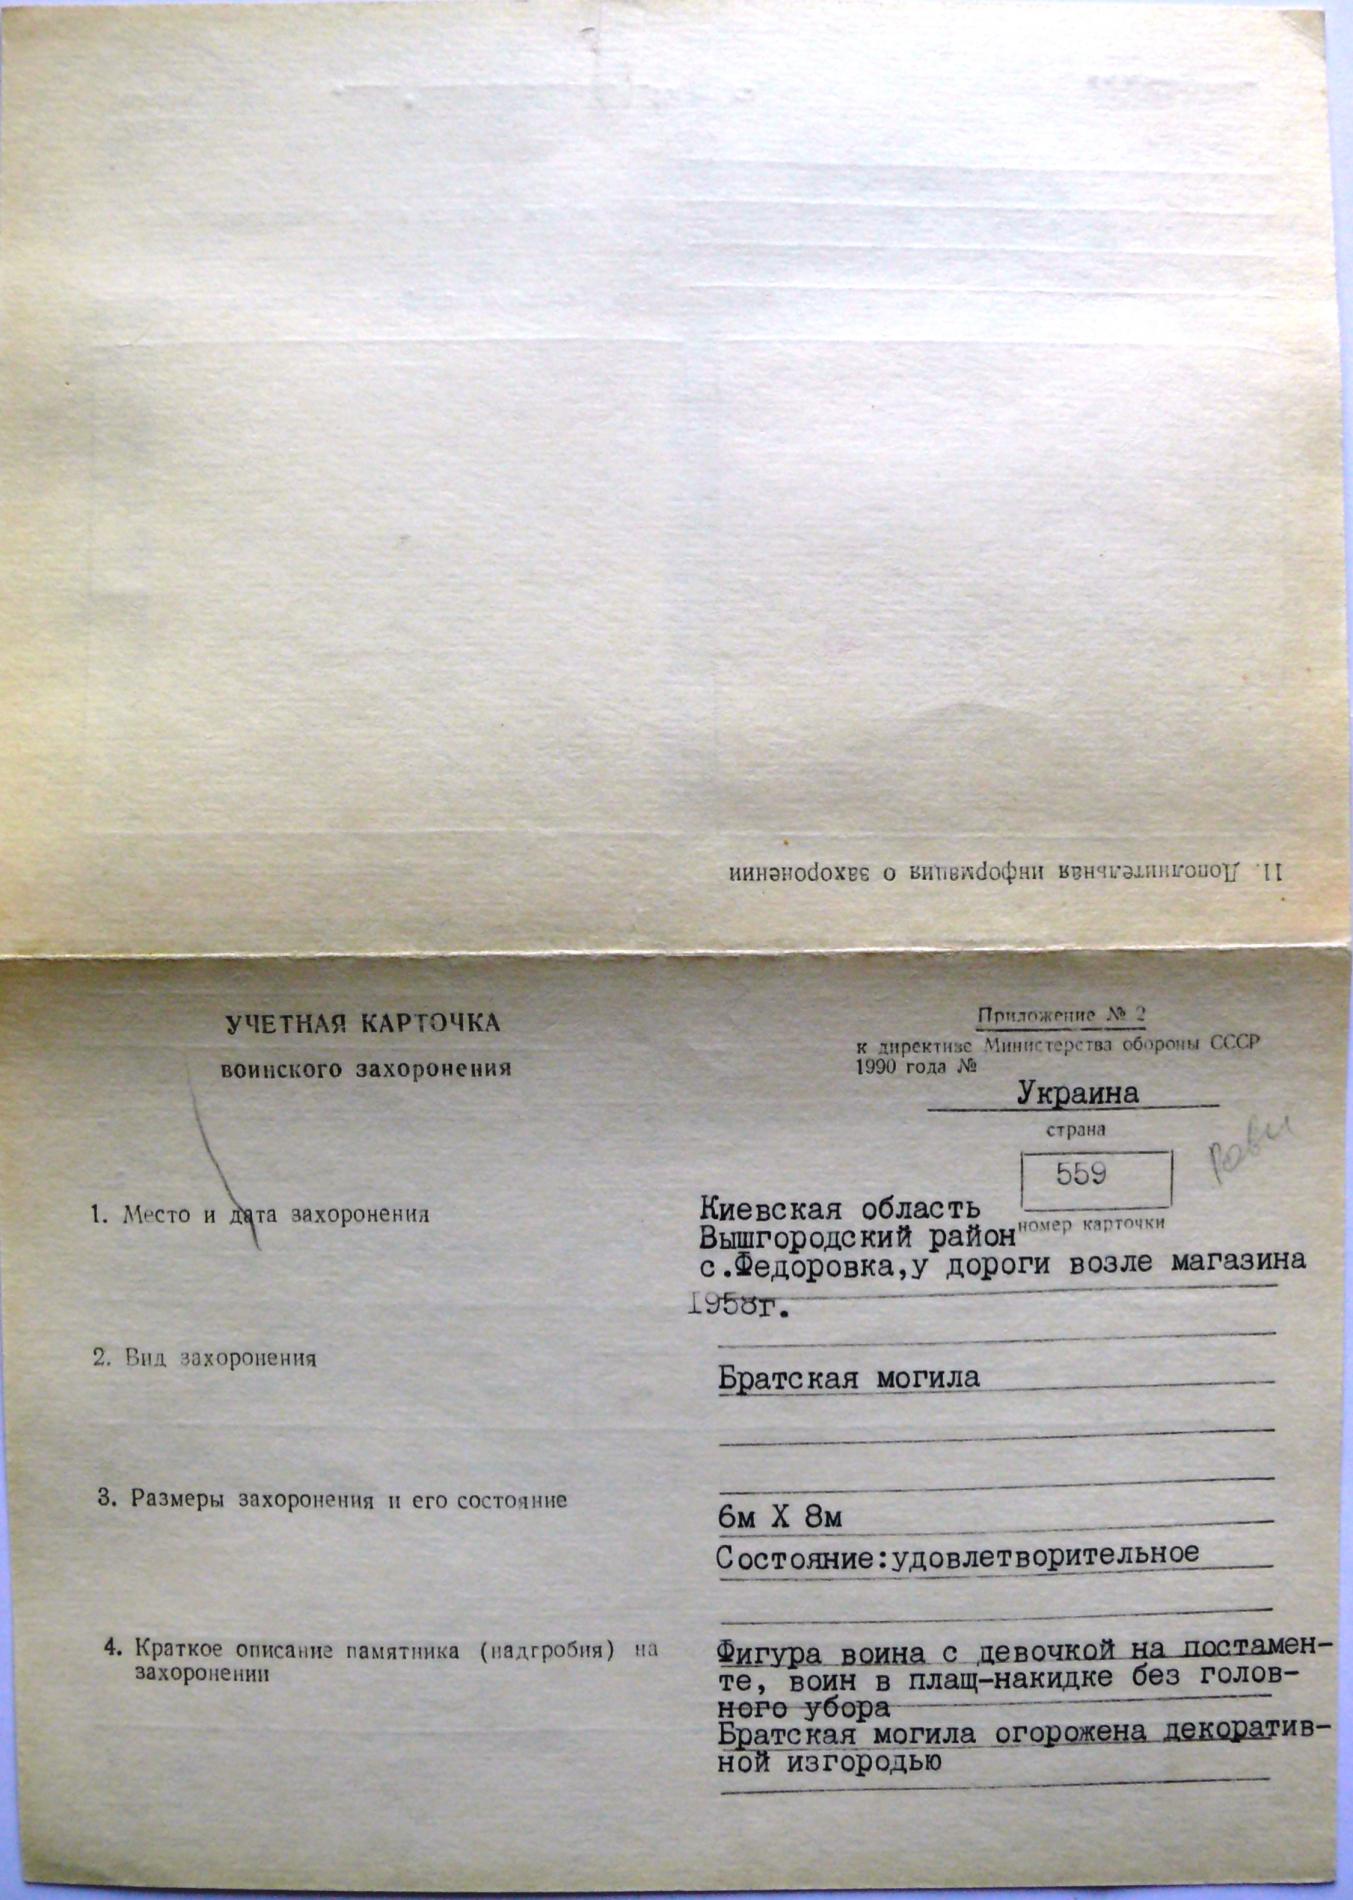 11. Дополнительная информация о захоронении
УЧЕТНАЯ КАРТОЧКА
воинского захоронения
Приложение № 2
к директиве Министерства обороны СССР
1990 года №
Украина
страна
559
номер карточки
1. Место и дата захоронения
Киевская область
Вышгородский район
с.Федоровка,у дороги возле магазина
1958г.
2. Вид захоронения
Братская могила
3. Размеры захоронения и его состояние
6м Х 8м
Состояние:удовлетворительное
4. Краткое описание памятника (надгробия) на
захоронении
Фигура воина с девочкой на постамен-
те, воин в плащ-накидке без голов-
ного убора
Братская могила огорожена декоратив-
ной изгородью